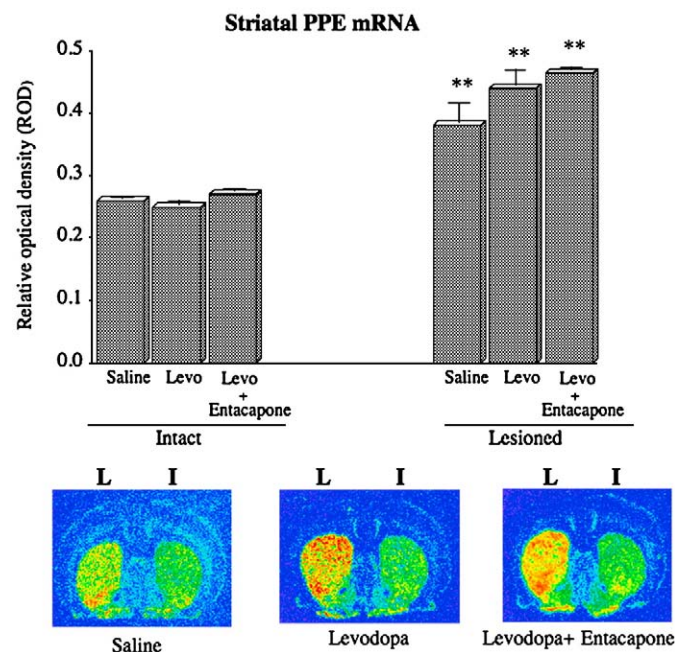 Striatal PPE mRNA
Relative optical density (ROD)
0.5
0.4
0.3
0.2
0.1
0.0
** ** **
Saline Levo Levo + Entacapone
Saline Levo Levo + Entacapone
Intact
Lesioned
L I
L I
L I
Saline
Levodopa
Levodopa+ Entacapone